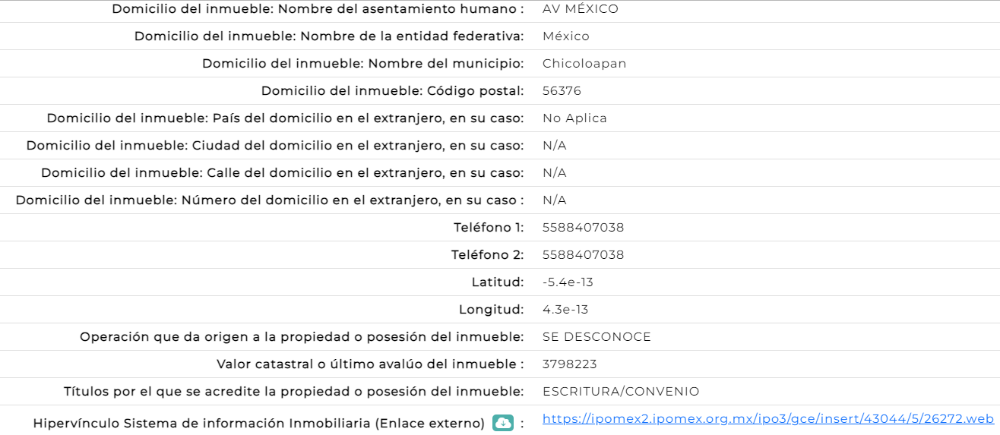 Domicilio del inmueble: Nombre del asentamiento humano : AV MÉXICO
Domicilio del inmueble: Nombre de la entidad federativa: México
Domicilio del inmueble: Nombre del municipio: Chicoloapan
Domicilio del inmueble: Código postal: 56376
Domicilio del inmueble: País del domicilio en el extranjero, en su caso: No Aplica
Domicilio del inmueble: Ciudad del domicilio en el extranjero, en su caso: N/A
Domicilio del inmueble: Calle del domicilio en el extranjero, en su caso: N/A
Domicilio del inmueble: Número del domicilio en el extranjero, en su caso : N/A
Teléfono 1: 5588407038
Teléfono 2: 5588407038
Latitud: -5.4e-13
Longitud: 4.3e-13
Operación que da origen a la propiedad o posesión del inmueble: SE DESCONOCE
Valor catastral o último avalúo del inmueble : 3798223
Títulos por el que se acredite la propiedad o posesión del inmueble: ESCRITURA/CONVENIO
Hipervínculo Sistema de información Inmobiliaria (Enlace externo) : https://ipomex2.ipomex.org.mx/ipo3/gce/insert/43044/5/26272.web